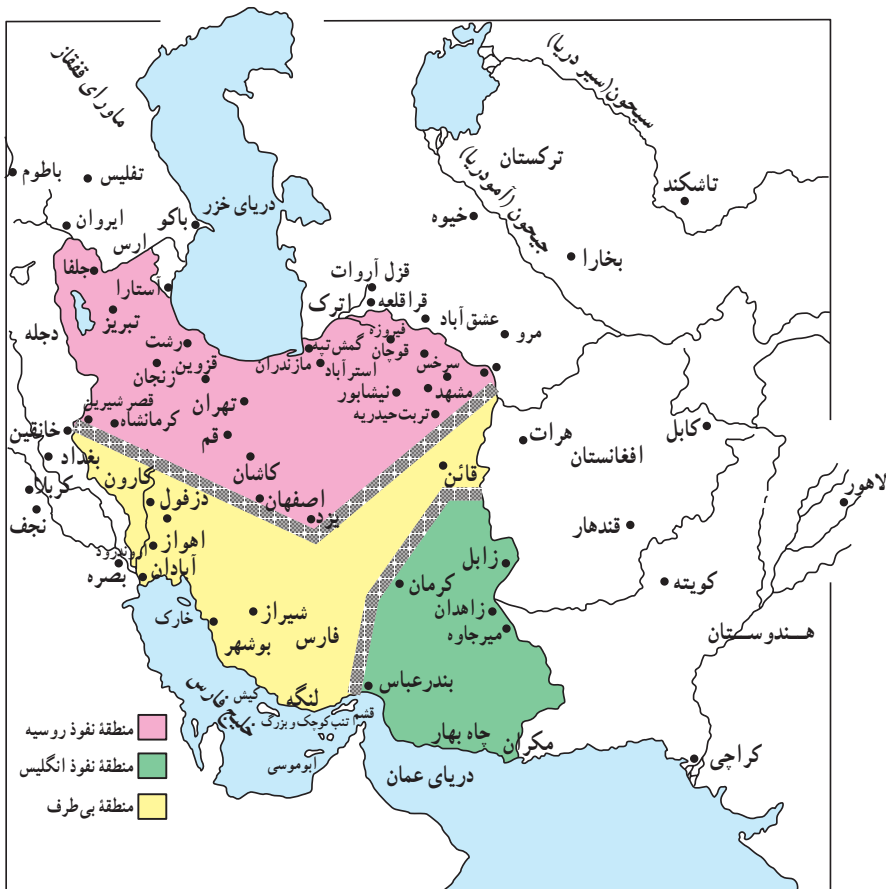 ماورای قفقاز
سیحون(سیر دریا)
جیحون (آمودریا)
ترکستان
باطوم
تفلیس
تاشکند
دریای خزر
ایروان
باکو
خیوه
ارس
بخارا
جلفا
آستارا
قزل آروات
اترک
قراقلعه
عشق آباد
مرو
تبریز
دجله
رشت
گمش تپه
فیروزه
قوچان
سرخس
زنجان
قزوین
مازندران
استرآباد
نیشابور
مشهد
تهران
قصر شیرین
کرمانشاه
تربت حیدریه
خانقین
قم
هرات
کابل
افغانستان
بغداد
کاشان
قائن
کارون
لاهور
کربلا
دزفول
اصفهان
نجف
یزد
قندهار
اهواز
اروندرود
بصره
آبادان
زابل
کرمان
کویته
خارک
شیراز
فارس
زاهدان
میرجاوه
هندوستان
بوشهر
بندرعباس
لنگه
کیش
خلیج فارس
قشم
تنب کوچک و بزرگ
چاه بهار
مکران
ابوموسی
دریای عمان
کراچی
منطقهٔ نفوذ روسیه
منطقهٔ نفوذ انگلیس
منطقهٔ بی‌طرف